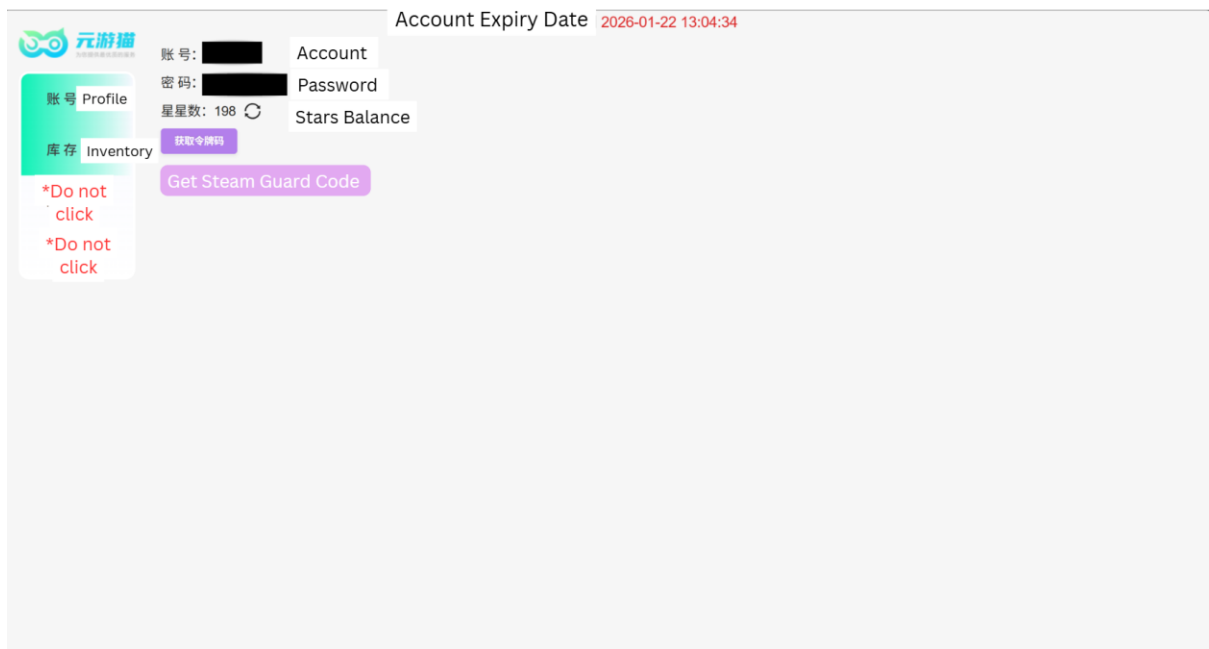 Account Expiry Date 2026-01-22 13:04:34
元游猫
账 号: Account
密 码: Password
星星数: 198 Stars Balance
获取令牌码
Get Steam Guard Code
账 号 Profile
库 存 Inventory
*Do not
click
*Do not
click